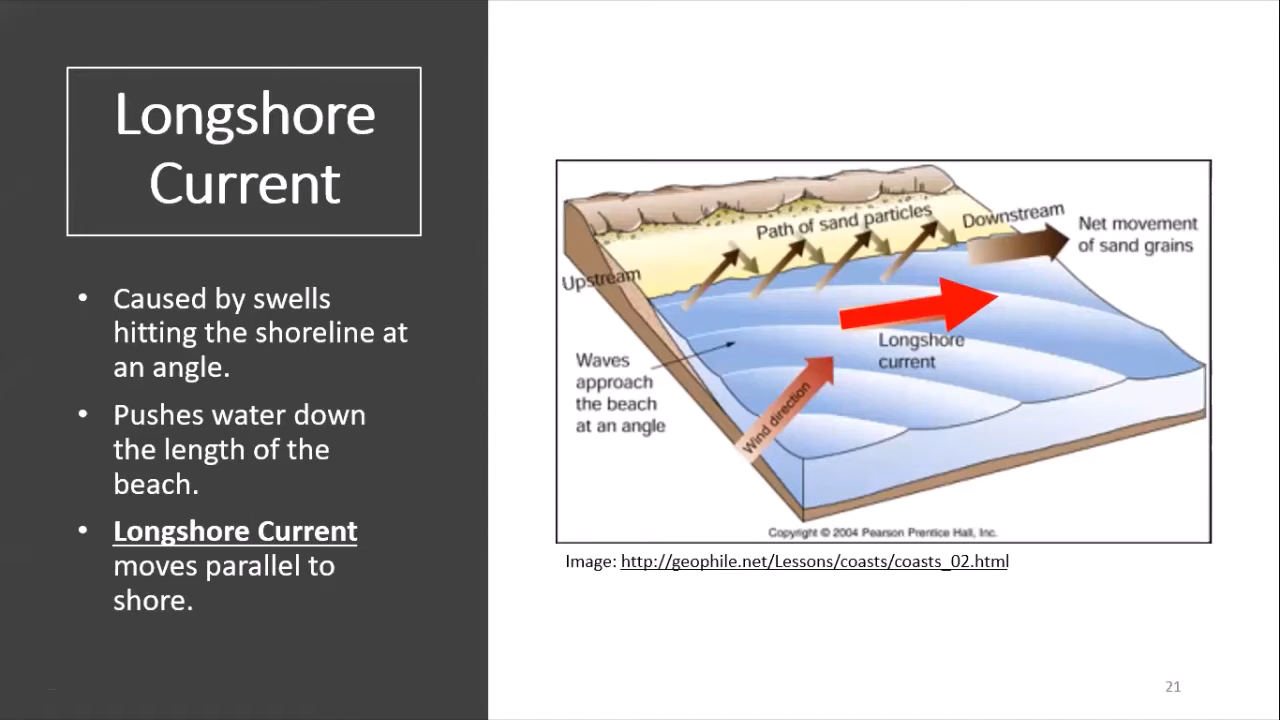 Longshore
Current
• Caused by swells
hitting the shoreline at
an angle.
• Pushes water down
the length of the
beach.
• Longshore Current
moves parallel to
shore.
Path of sand particles
Downstream
Net movement
of sand grains
Upstream
Longshore
current
Waves
approach
the beach
at an angle
Wind direction
Copyright © 2004 Pearson Prentice Hall, Inc.
Image: http://geophile.net/Lessons/coasts/coasts_02.html
21